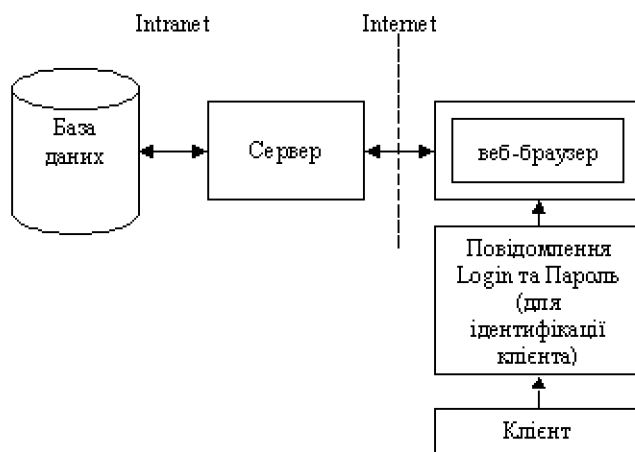 Intranet
Internet
База
даних
Сервер
веб-браузер
Повідомлення
Login та Пароль
(для
ідентифікації
клієнта)
Клієнт